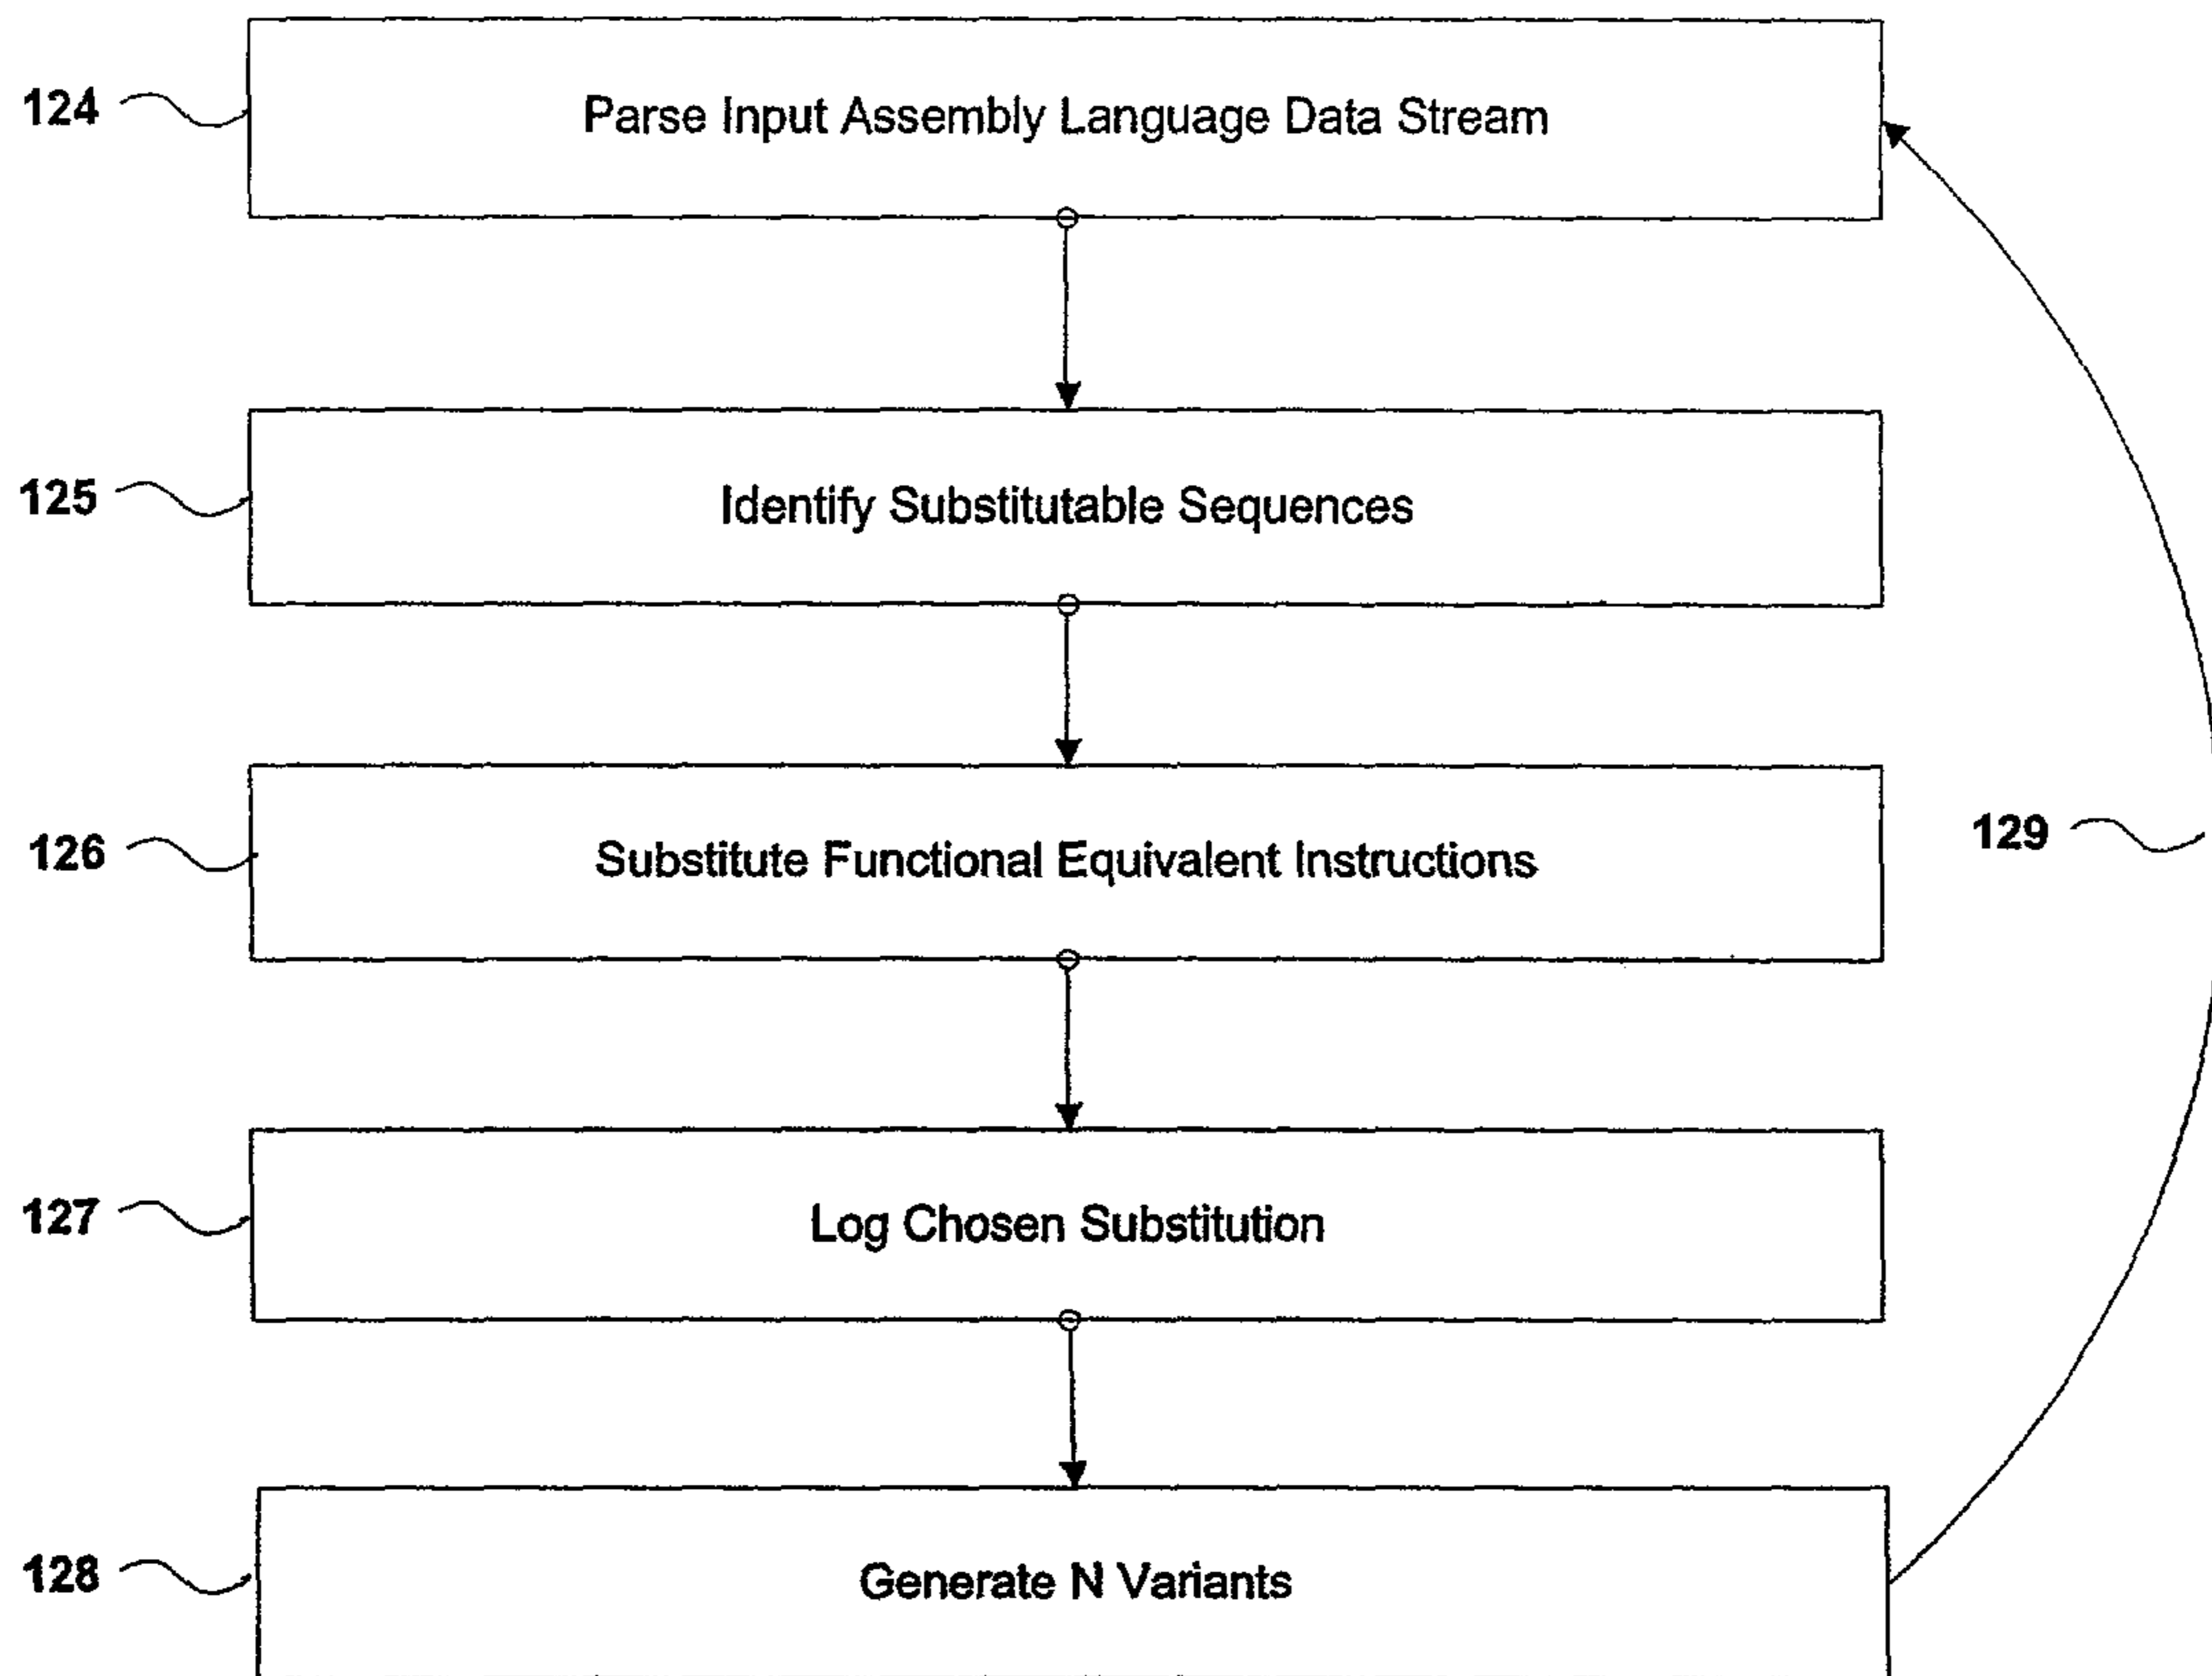 124
Parse Input Assembly Language Data Stream
125
Identify Substitutable Sequences
126
Substitute Functional Equivalent Instructions
129
127
Log Chosen Substitution
128
Generate N Variants